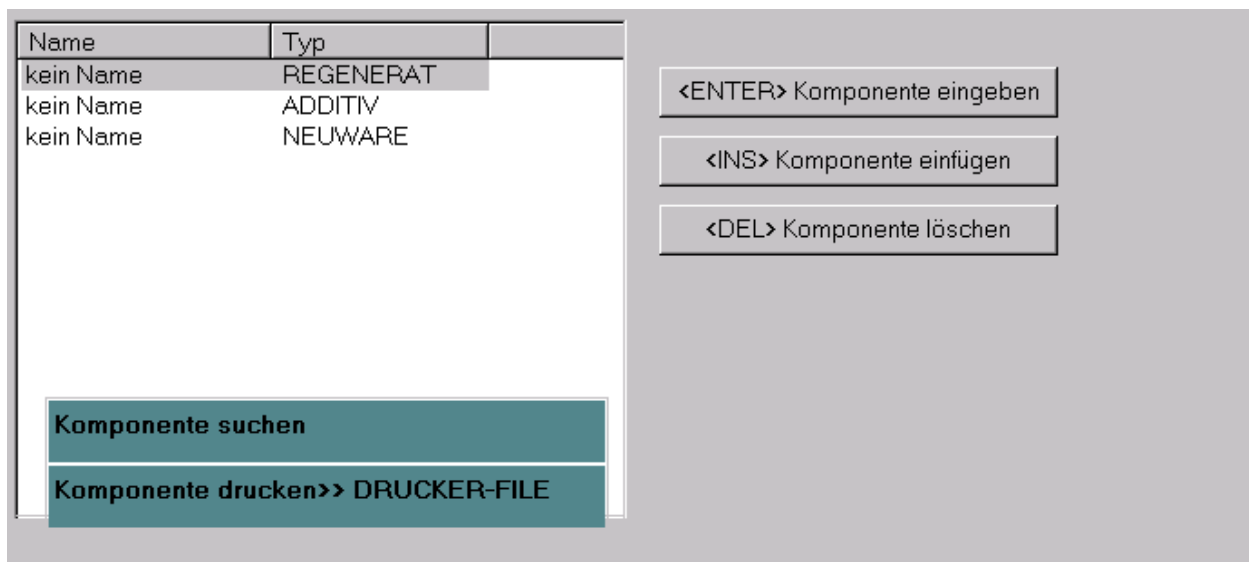 Name Typ
kein Name REGENERAT
kein Name ADDITIV
kein Name NEUWARE
<ENTER> Komponente eingeben
<INS> Komponente einfügen
<DEL> Komponente löschen
Komponente suchen
Komponente drucken>> DRUCKER-FILE